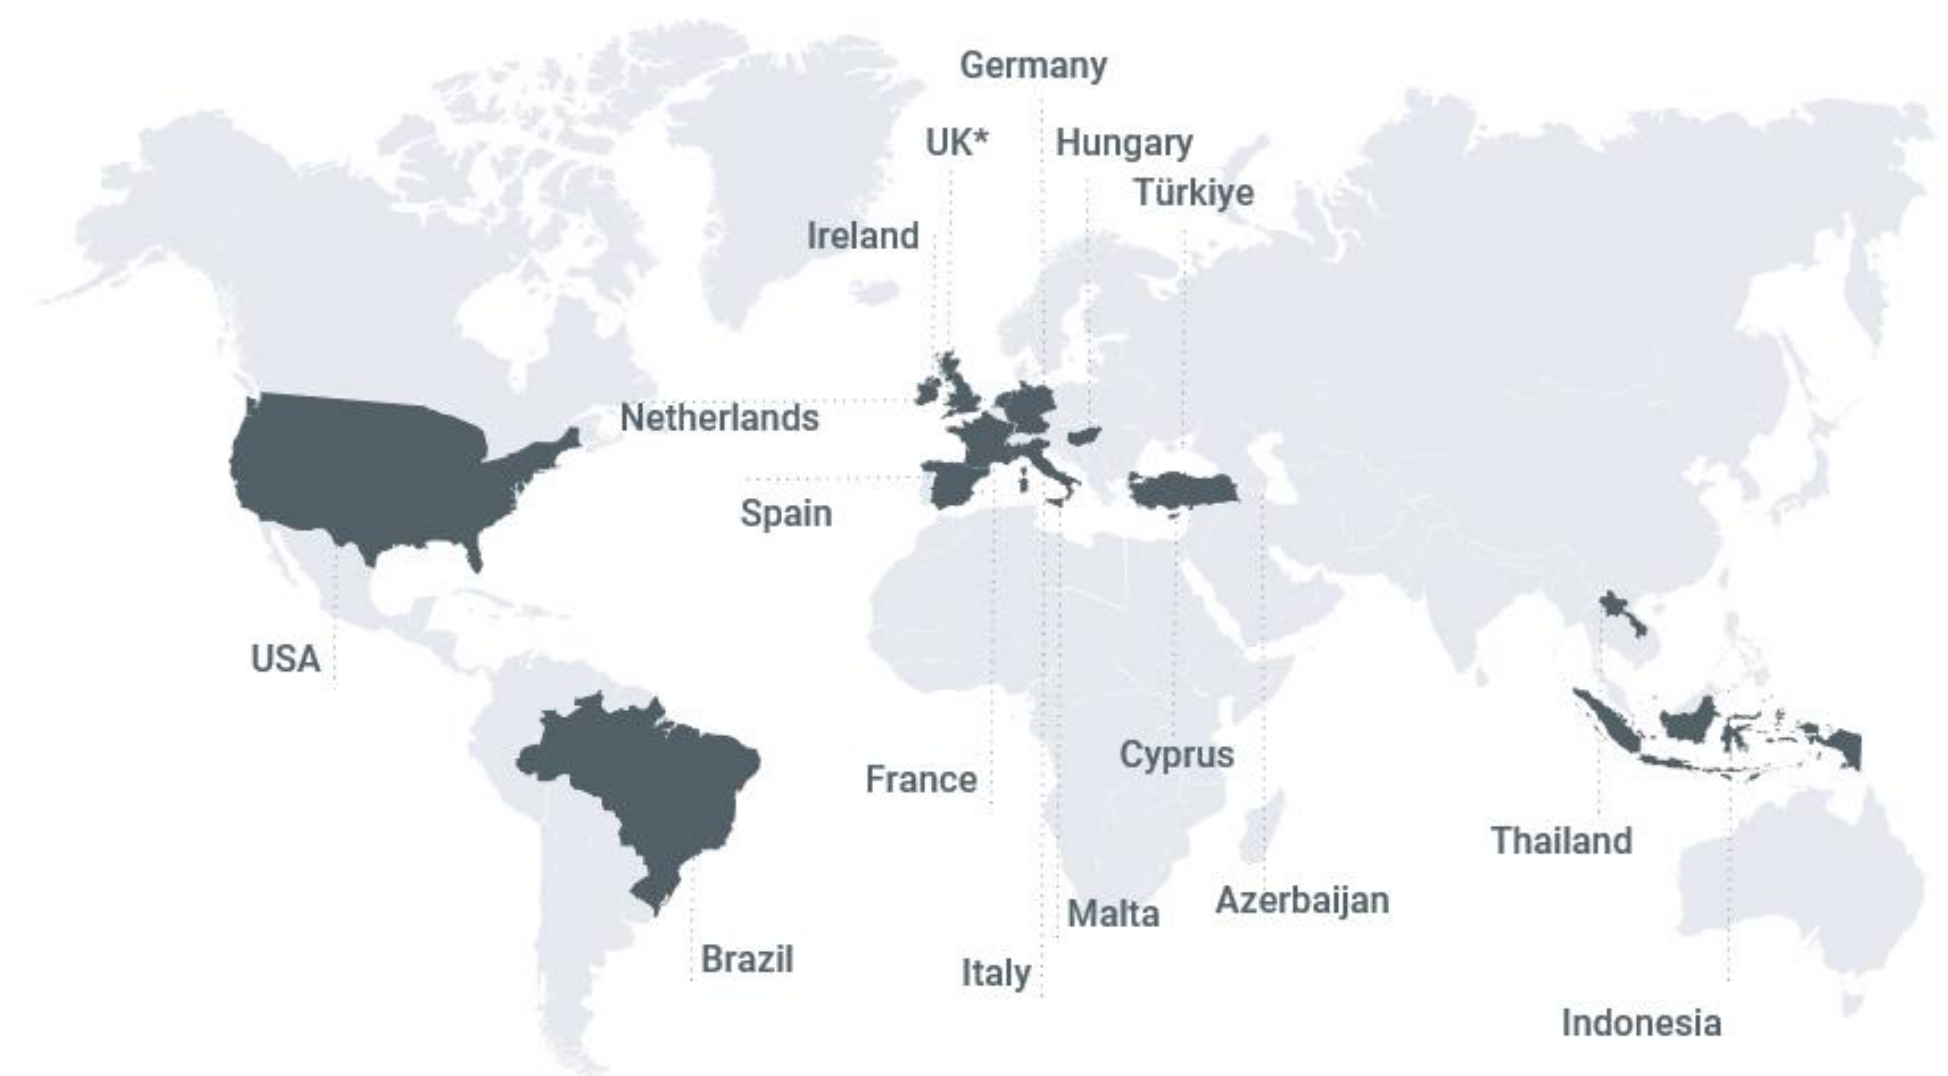 Germany
UK*
Hungary
Türkiye
Ireland
Netherlands
Spain
USA
Cyprus
France
Thailand
Azerbaijan
Malta
Brazil
Italy
Indonesia